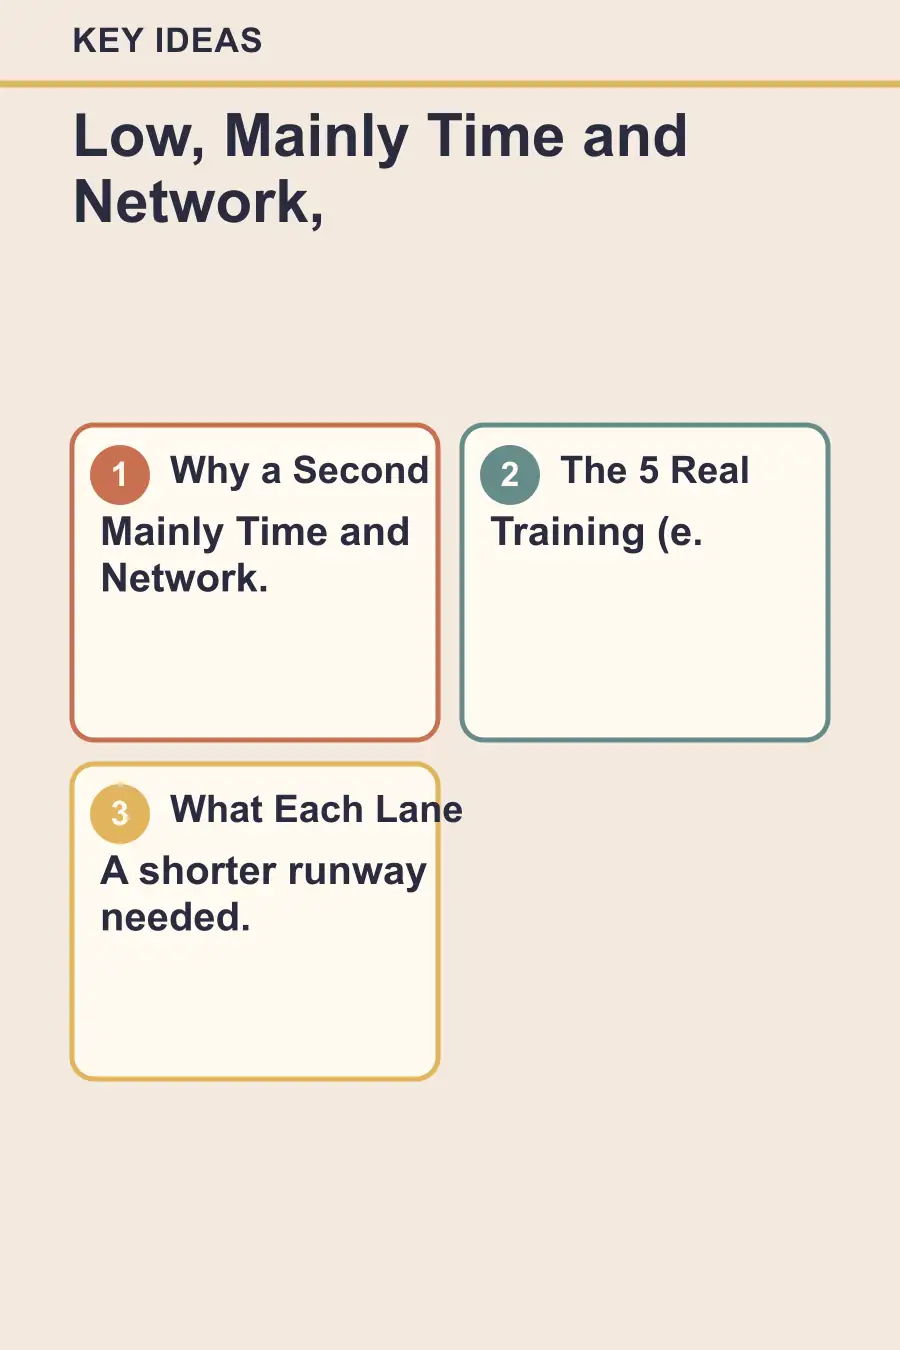 KEY IDEAS
Low, Mainly Time and
Network,
1 Why a Second
Mainly Time and
Network.
2 The 5 Real
Training (e.
3 What Each Lane
A shorter runway
needed.